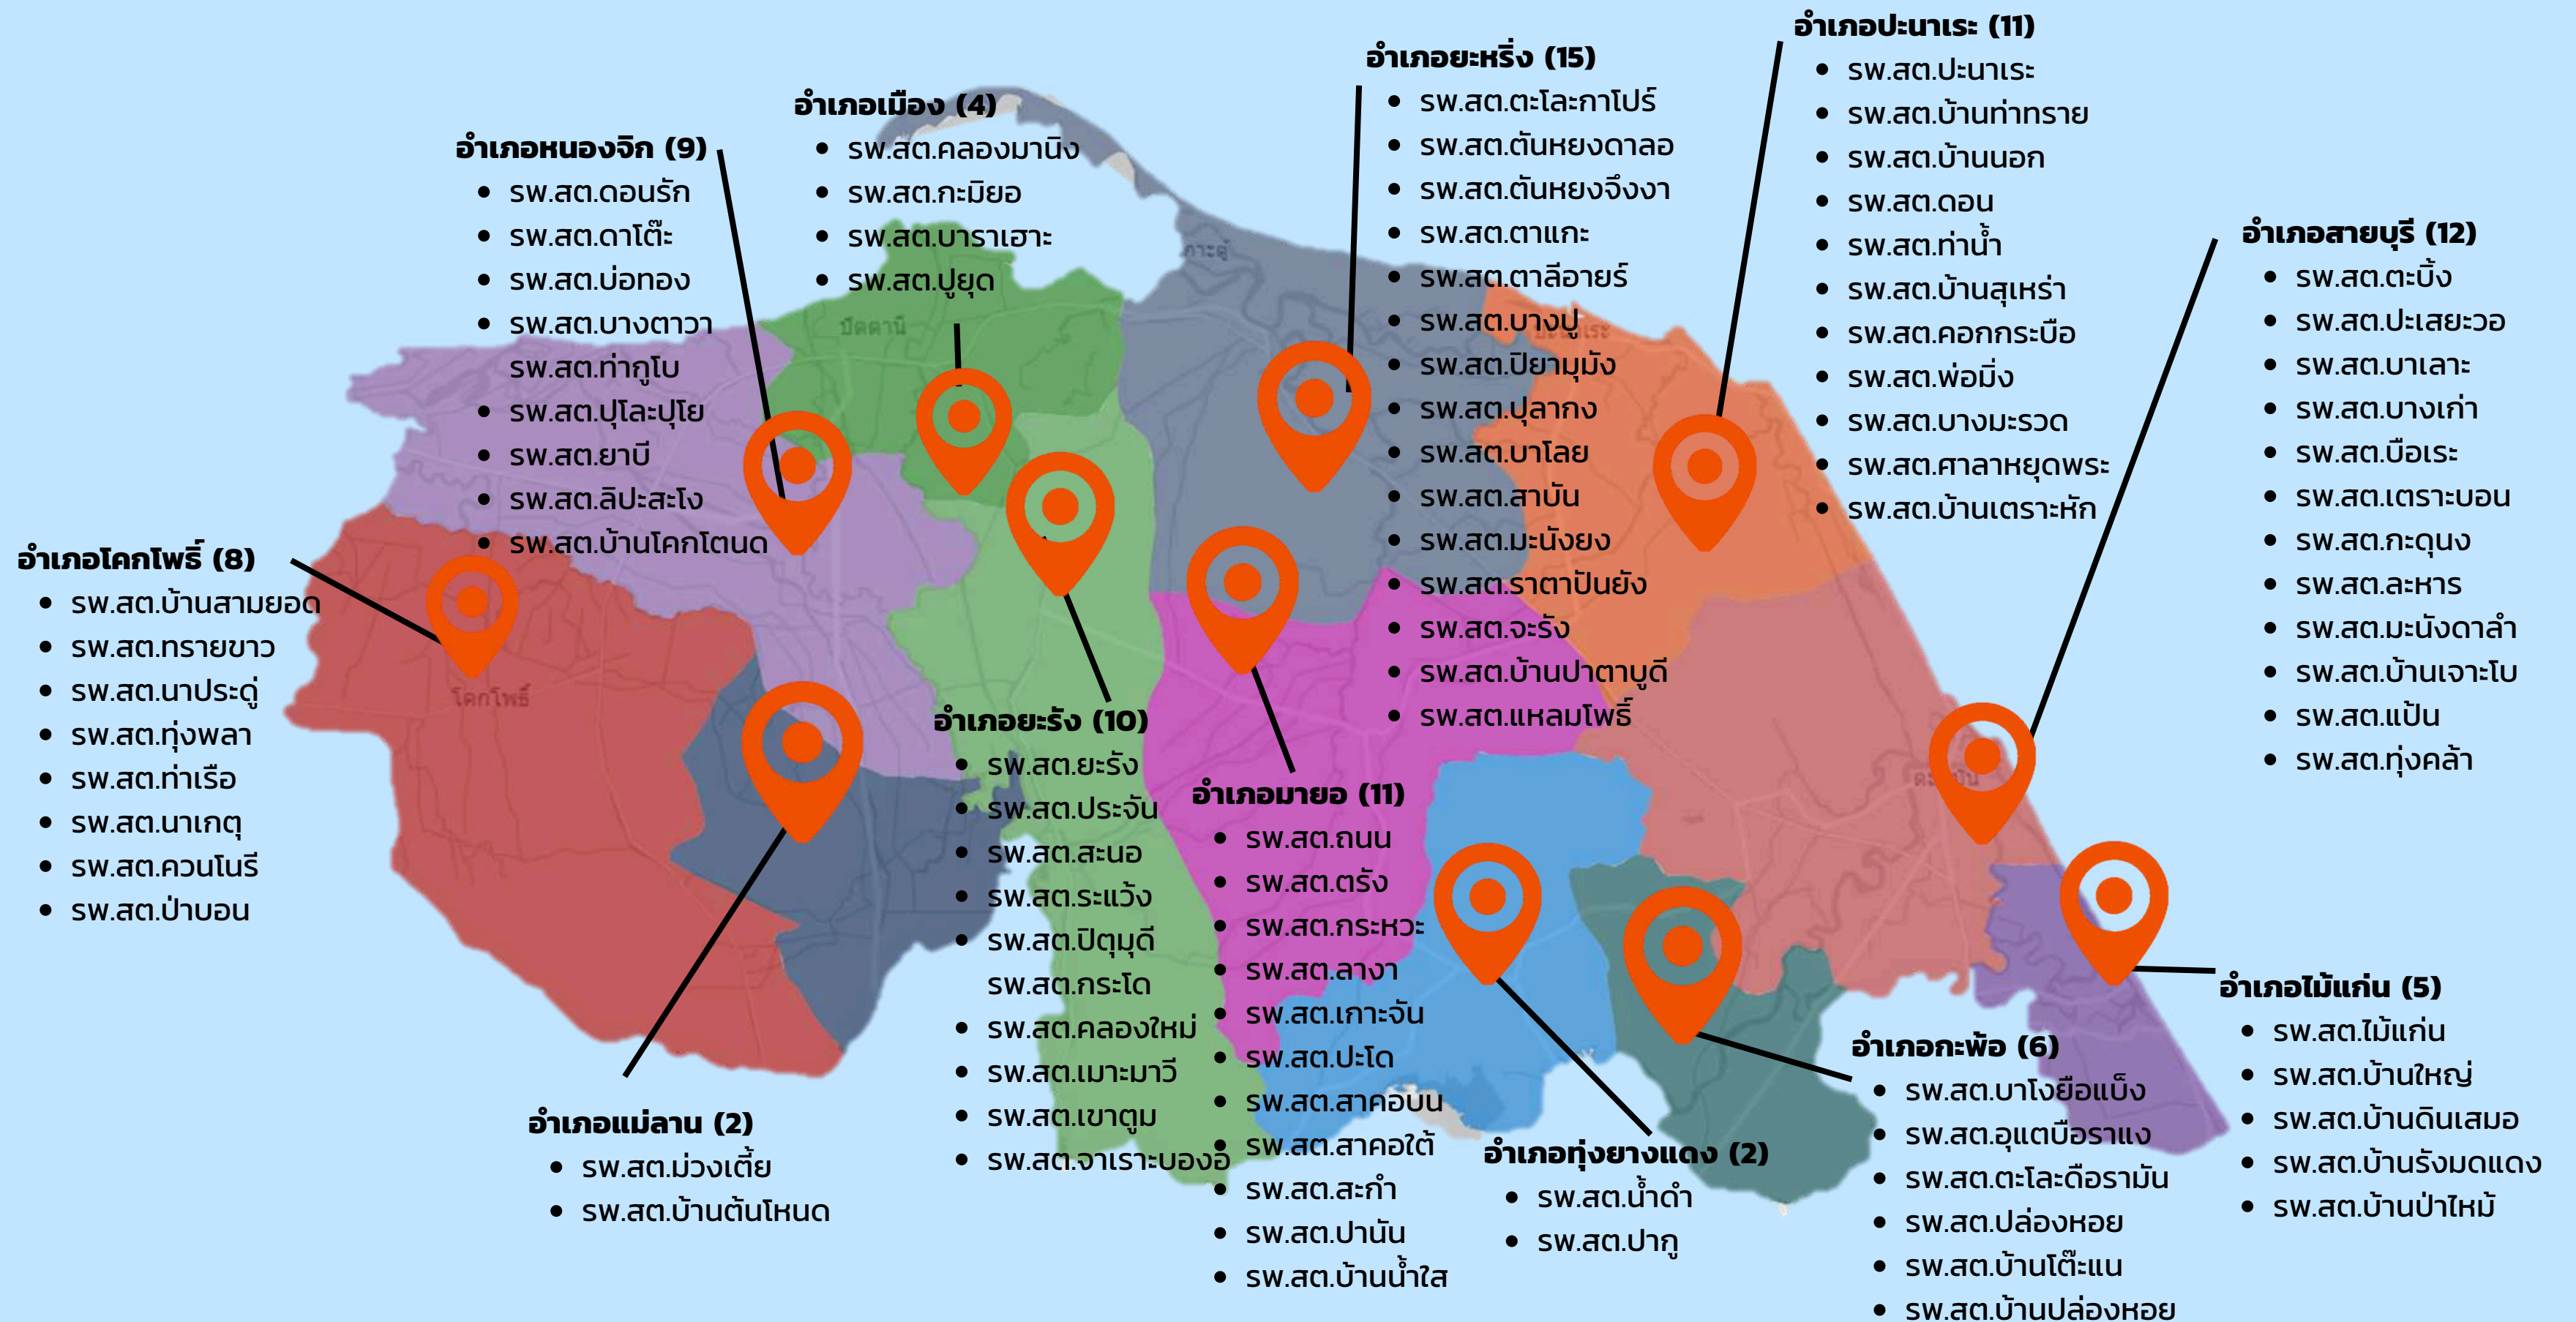 อำเภอปะนาเระ (11)
รพ.สต.ปะนาเระ
รพ.สต.บ้านท่าทราย
รพ.สต.บ้านนอก
รพ.สต.ดอน
รพ.สต.ท่าน้ำ
รพ.สต.บ้านสุเหร่า
รพ.สต.คอกกระบือ
รพ.สต.พ่อมิ่ง
รพ.สต.บางมะรวด
รพ.สต.ศาลาหยุดพระ
รพ.สต.บ้านเตราะหัก
อำเภอยะหริ่ง (15)
รพ.สต.ตะโละกาโปร์
รพ.สต.ตันหยงดาลอ
รพ.สต.ตันหยงจึงงา
รพ.สต.ตาแกะ
รพ.สต.ตาลีอายร์
รพ.สต.บางปู
รพ.สต.ปิยามุมัง
รพ.สต.ปุลากง
รพ.สต.บาโลย
รพ.สต.สาบัน
รพ.สต.มะนังยง
รพ.สต.ราตาปันยัง
รพ.สต.จะรัง
รพ.สต.บ้านปาตาบูดี
รพ.สต.แหลมโพธิ์
อำเภอเมือง (4)
รพ.สต.คลองมานิง
รพ.สต.กะมิยอ
รพ.สต.บาราเฮาะ
รพ.สต.ปูยุด
อำเภอหนองจิก (9)
รพ.สต.ดอนรัก
รพ.สต.ดาโต๊ะ
รพ.สต.บ่อทอง
รพ.สต.บางตาวา
รพ.สต.ท่ากูโบ
รพ.สต.ปุโละปุโย
รพ.สต.ยาบี
รพ.สต.ลิปะสะโง
รพ.สต.บ้านโคกโตนด
อำเภอสายบุรี (12)
รพ.สต.ตะบิ้ง
รพ.สต.ปะเสยะวอ
รพ.สต.บาเลาะ
รพ.สต.บางเก่า
รพ.สต.บือเระ
รพ.สต.เตราะบอน
รพ.สต.กะดุนง
รพ.สต.ละหาร
รพ.สต.มะนังดาลำ
รพ.สต.บ้านเจาะโบ
รพ.สต.แป้น
รพ.สต.ทุ่งคล้า
อำเภอโคกโพธิ์ (8)
รพ.สต.บ้านสามยอด
รพ.สต.ทรายขาว
รพ.สต.นาประดู่
รพ.สต.ทุ่งพลา
รพ.สต.ท่าเรือ
รพ.สต.นาเกตุ
รพ.สต.ควนโนรี
รพ.สต.ป่าบอน
ปัตตานี
โคกโพธิ์
อำเภอยะรัง (10)
รพ.สต.ยะรัง
รพ.สต.ประจัน
รพ.สต.สะนอ
รพ.สต.ระแว้ง
รพ.สต.ปิตุมุดี
รพ.สต.กระโด
รพ.สต.คลองใหม่
รพ.สต.เมาะมาวี
รพ.สต.เขาตูม
รพ.สต.จาเราะบองอ
อำเภอมายอ (11)
รพ.สต.ถนน
รพ.สต.ตรัง
รพ.สต.กระหวะ
รพ.สต.ลางา
รพ.สต.เกาะจัน
รพ.สต.ปะโด
รพ.สต.สาคอบน
รพ.สต.สาคอใต้
รพ.สต.สะกำ
รพ.สต.ปานัน
รพ.สต.บ้านน้ำใส
อำเภอแม่ลาน (2)
รพ.สต.ม่วงเตี้ย
รพ.สต.บ้านต้นโหนด
อำเภอทุ่งยางแดง (2)
รพ.สต.น้ำดำ
รพ.สต.ปากู
อำเภอกะพ้อ (6)
รพ.สต.บาโงยือแบ็ง
รพ.สต.อุแตบือราแง
รพ.สต.ตะโละดือรามัน
รพ.สต.ปล่องหอย
รพ.สต.บ้านโต๊ะแน
รพ.สต.บ้านปล่องหอย
อำเภอไม้แก่น (5)
รพ.สต.ไม้แก่น
รพ.สต.บ้านใหญ่
รพ.สต.บ้านดินเสมอ
รพ.สต.บ้านรังมดแดง
รพ.สต.บ้านป่าไหม้